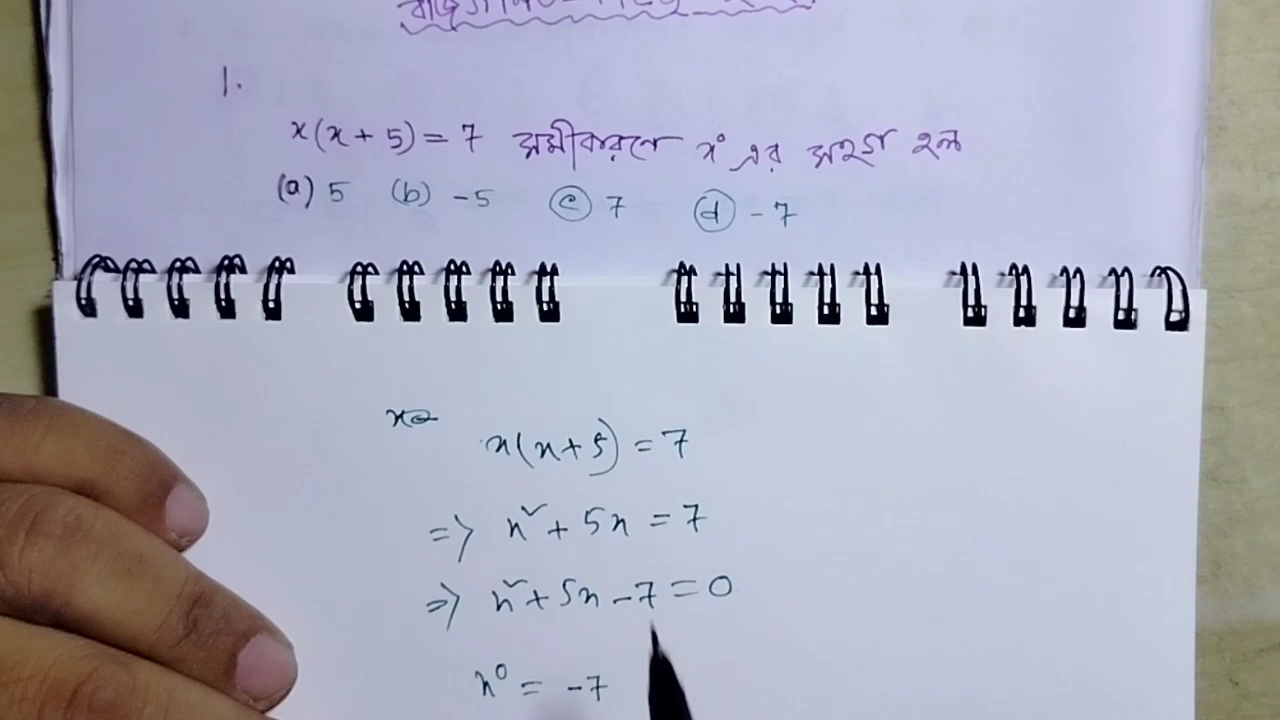 1.
x(x + 5) = 7 সমীকরণে x⁰ এর সহগ হল
(a) 5 (b) -5 (c) 7 (d) -7
x(x+5) = 7
=> x² + 5x = 7
=> x² + 5x - 7 = 0
x⁰ = -7